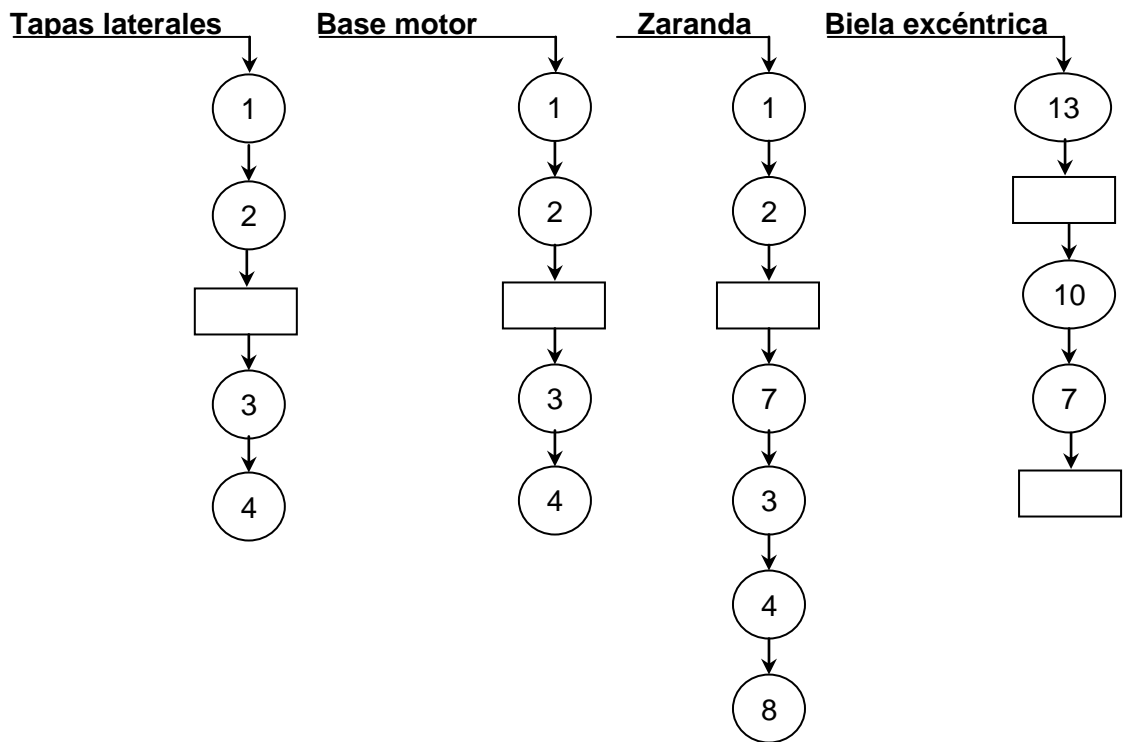 Tapas laterales Base motor Zaranda Biela excéntrica
1 1 1 13
2 2 2
10
3 3 7 7
4 4 3
4
8